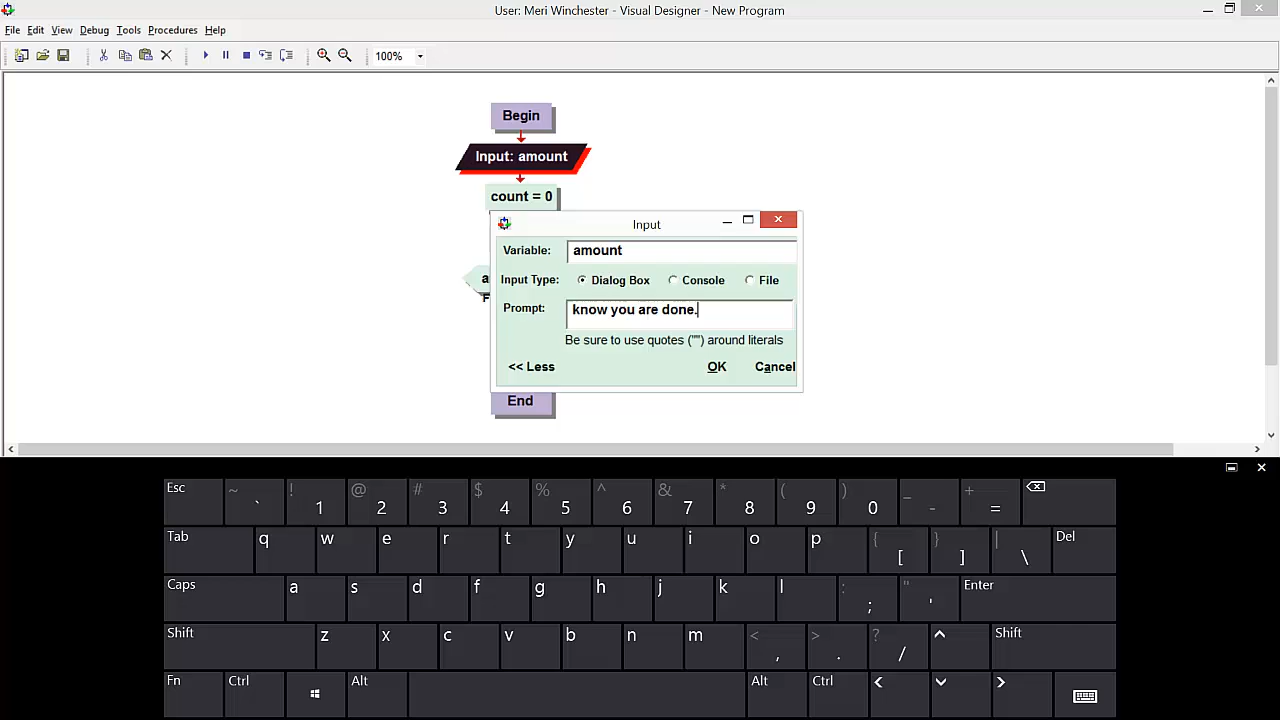 User: Meri Winchester - Visual Designer - New Program
File Edit View Debug Tools Procedures Help
100%
Begin
Input: amount
count = 0
Input
Variable: amount
a
Input Type: Dialog Box Console File
F
Prompt: know you are done.
Be sure to use quotes ("") around literals
<< Less OK Cancel
End
Esc ~ ` ! 1 @ 2 # 3 $ 4 % 5 ^ 6 & 7 * 8 ( 9 ) 0 _ - + =
Tab q w e r t y u i o p { [ } ] | \ Del
Caps a s d f g h j k l : ; " ' Enter
Shift z x c v b n m < , > . ? / Shift
Fn Ctrl Alt Alt Ctrl